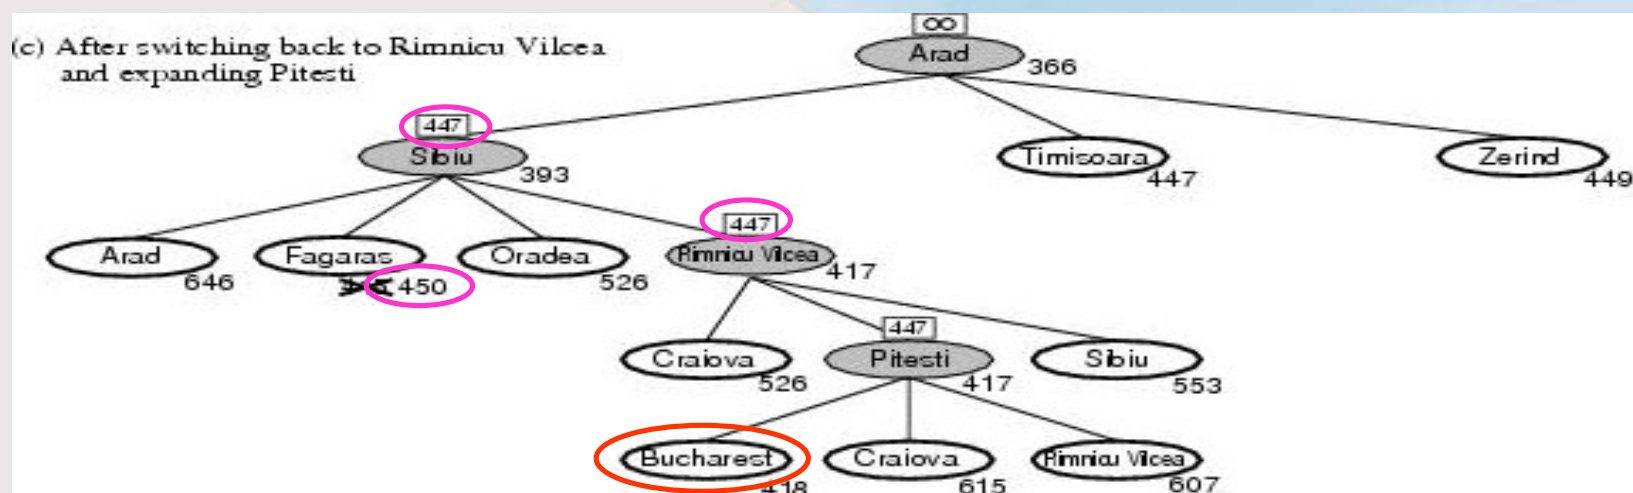 ∞
(c) After switching back to Rimnicu Vilcea
Arad
and expanding Pitesti
366
447
Sibiu
Timisoara
Zerind
393
447
449
447
Arad
Fagaras
Oradea
Rimnicu Vilcea
646
450
526
417
447
Craiova
Pitesti
Sibiu
526
417
553
Bucharest
Craiova
Rimnicu Vilcea
418
615
607